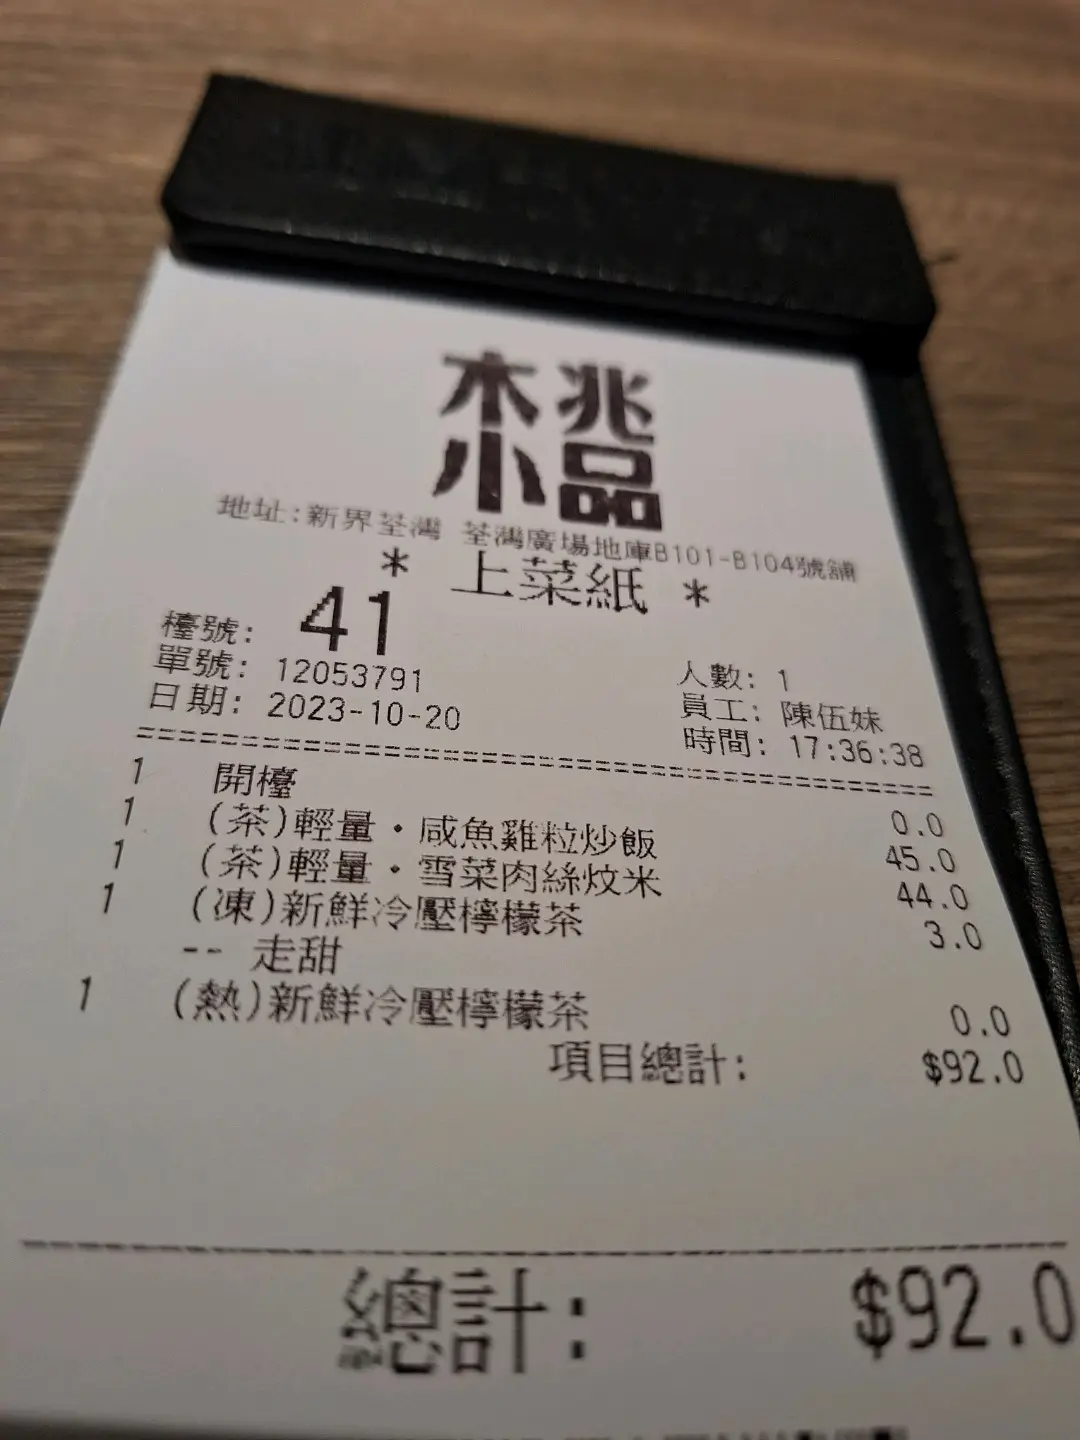 木兆
小品
地址:新界荃灣 荃灣廣場地庫B101-B104號舖
* 上菜紙 *
檯號: 41
單號: 12053791 人數: 1
日期: 2023-10-20 員工: 陳伍妹
時間: 17:36:38
1 開檯 0.0
1 (茶)輕量·咸魚雞粒炒飯 45.0
1 (茶)輕量·雪菜肉絲炆米 44.0
1 (凍)新鮮冷壓檸檬茶 3.0
-- 走甜
1 (熱)新鮮冷壓檸檬茶 0.0
項目總計: $92.0
總計: $92.0